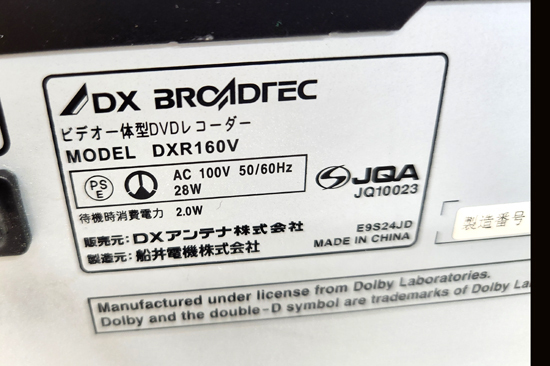 DX BROADTEC
ビデオ一体型DVDレコーダー
MODEL DXR160V
PS E AC 100V 50/60Hz
28W
JQA
JQ10023
待機時消費電力 2.0W
販売元: DXアンテナ株式会社
製造元: 船井電機株式会社
E9S24JD
MADE IN CHINA
製造番号
Manufactured under license from Dolby Laboratories.
Dolby and the double-D symbol are trademarks of Dolby La